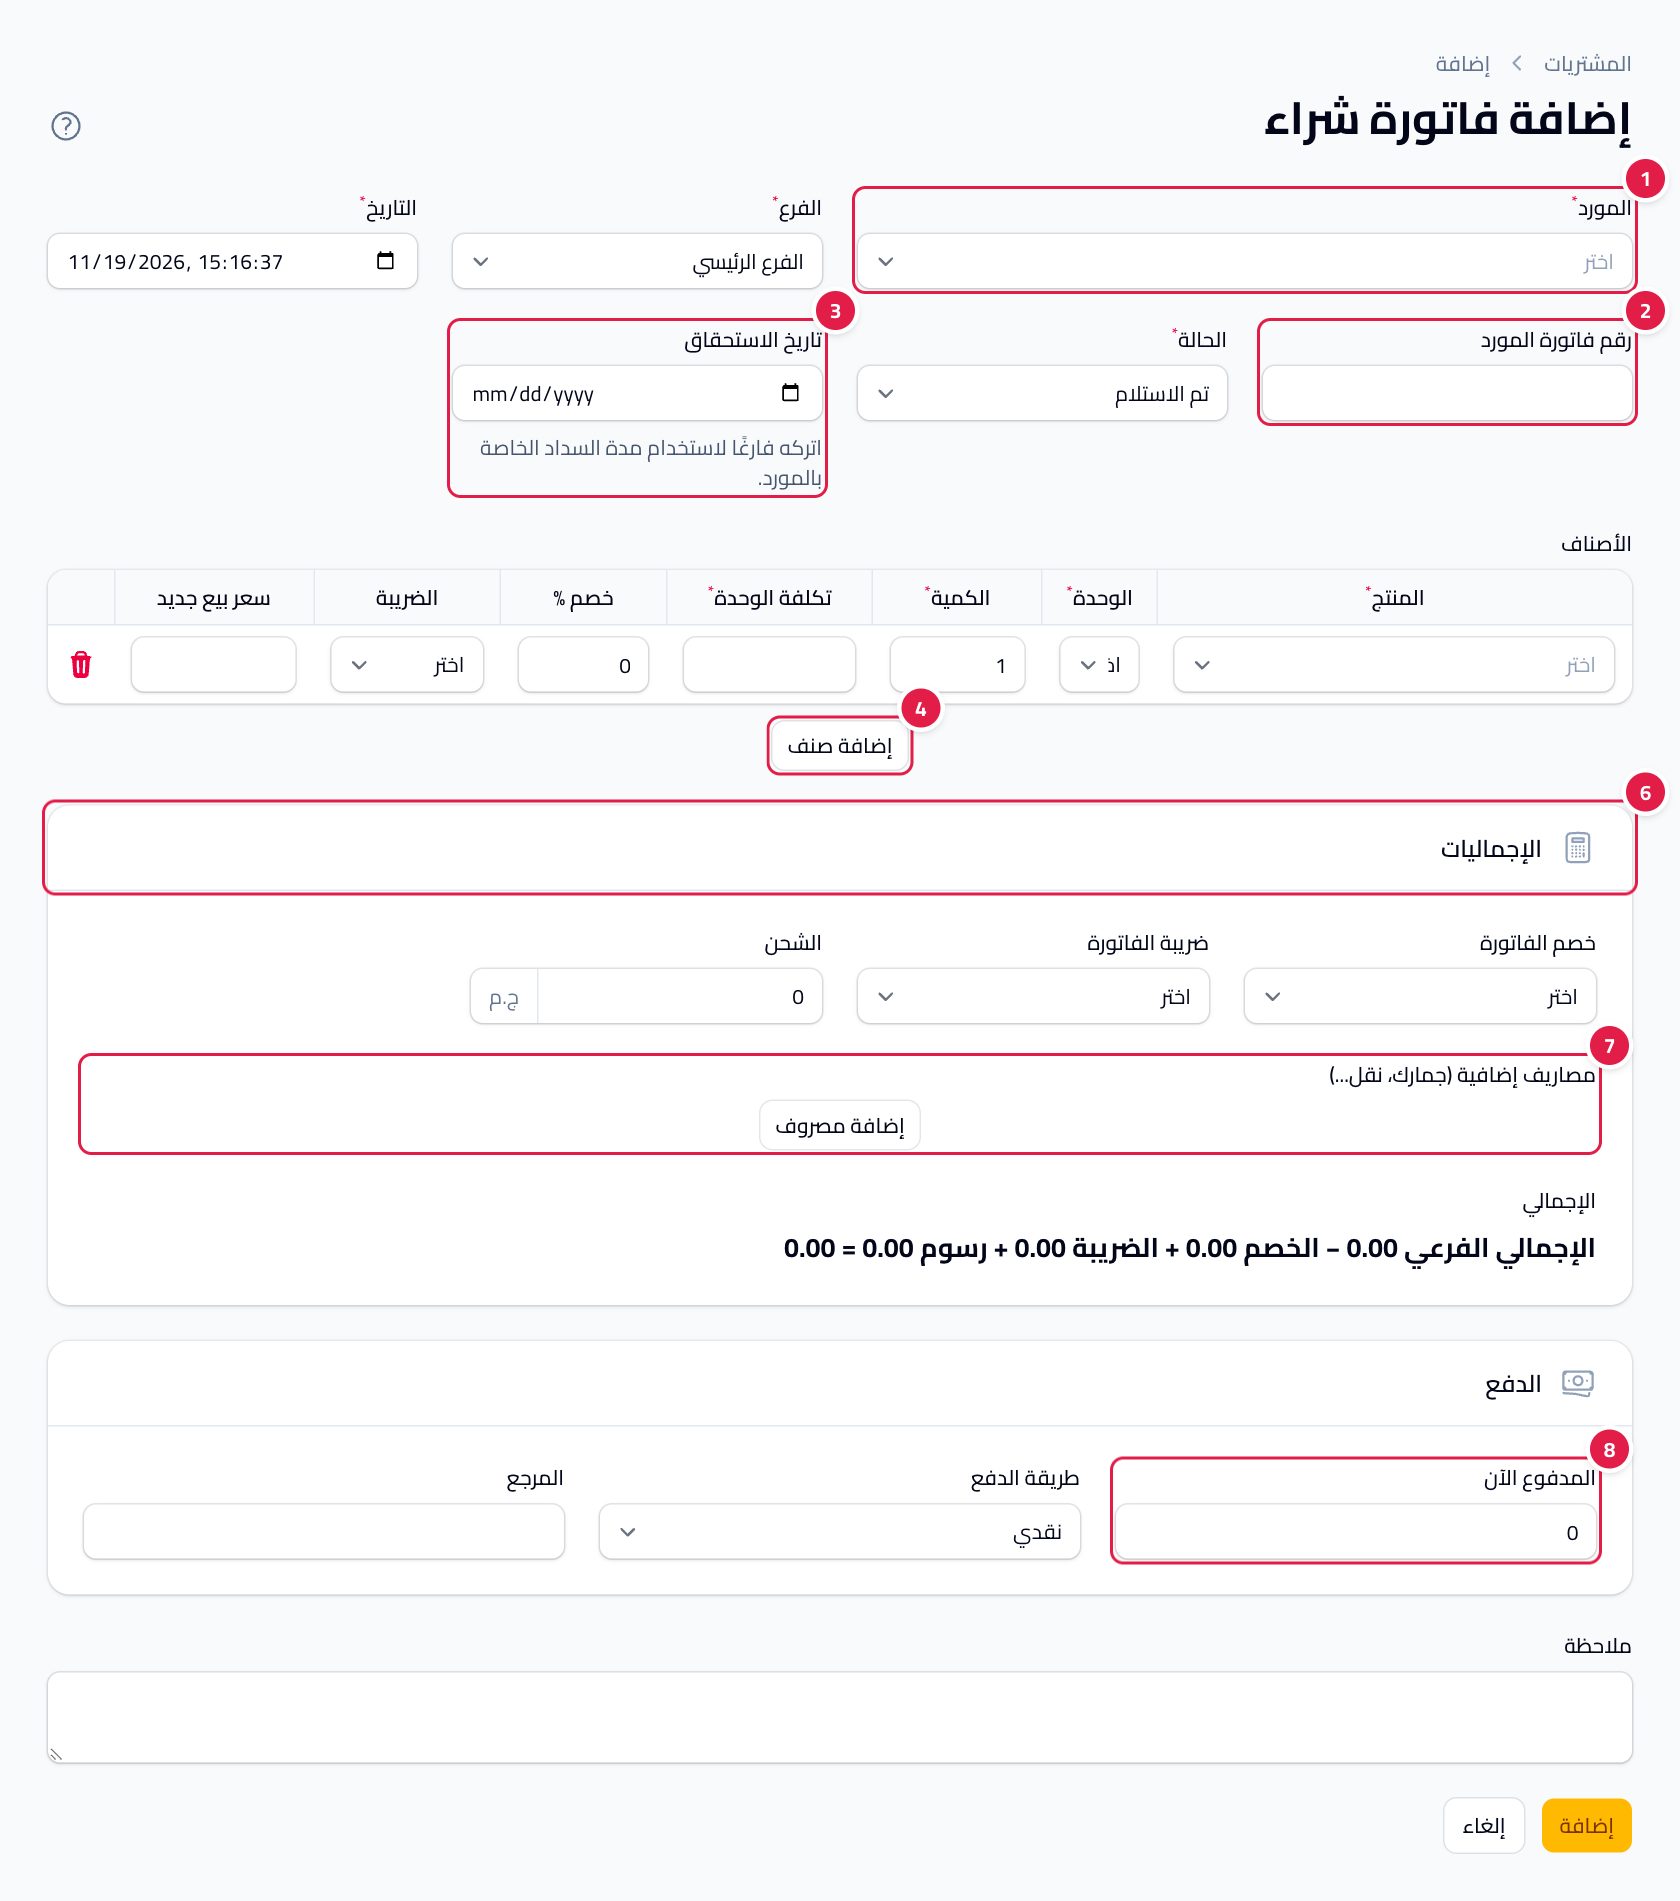 المشتريات
إضافة
إضافة فاتورة شراء
1
المورد*
الفرع*
التاريخ*
اختر
الفرع الرئيسي
11/19/2026, 15:16:37
2
3
رقم فاتورة المورد
الحالة*
تاريخ الاستحقاق
تم الاستلام
mm/dd/yyyy
اتركه فارغًا لاستخدام مدة السداد الخاصة
بالمورد.
الأصناف
المنتج*
الوحدة*
الكمية*
تكلفة الوحدة*
خصم %
الضريبة
سعر بيع جديد
اختر
1
0
اختر
4
إضافة صنف
6
الإجماليات
خصم الفاتورة
ضريبة الفاتورة
الشحن
اختر
اختر
0
ج.م
7
مصاريف إضافية (جمارك، نقل...)
إضافة مصروف
الإجمالي
الإجمالي الفرعي 0.00 – الخصم 0.00 + الضريبة 0.00 + رسوم 0.00 = 0.00
الدفع
8
المدفوع الآن
طريقة الدفع
المرجع
0
نقدي
ملاحظة
إضافة
إلغاء